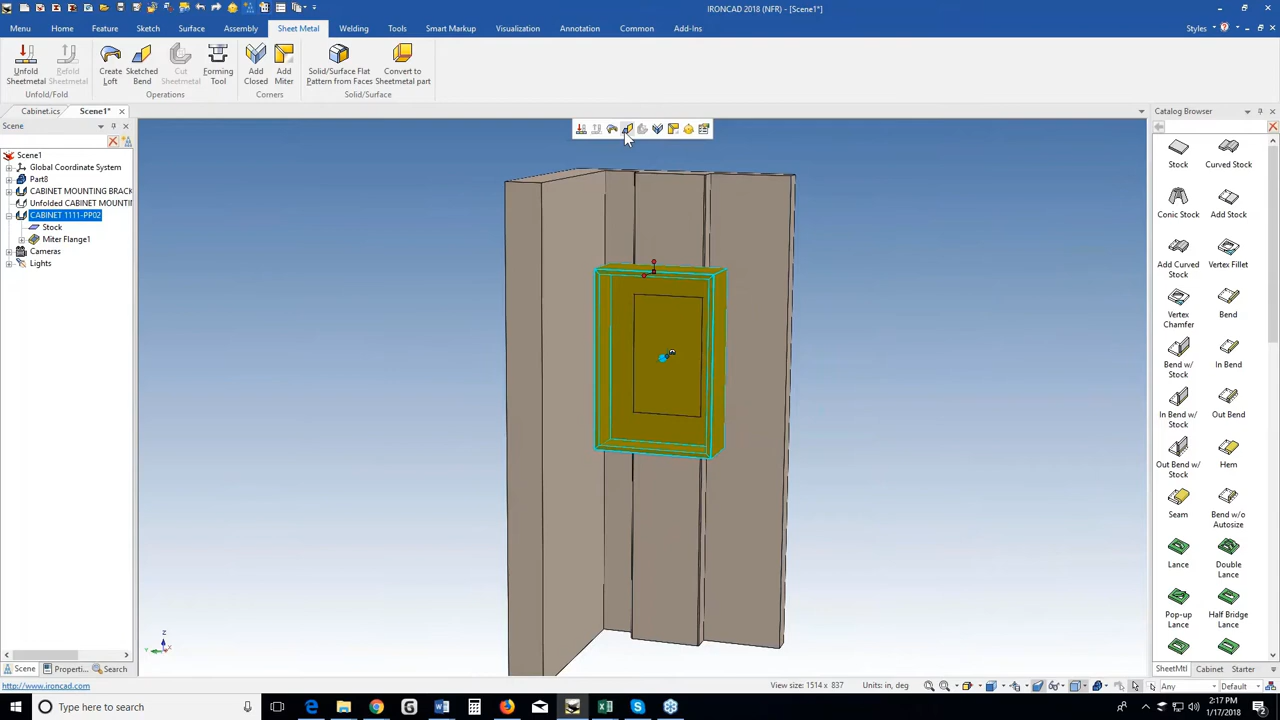 IRONCAD 2018 (NFR) - [Scene1*]
Menu Home Feature Sketch Surface Assembly Sheet Metal Welding Tools Smart Markup Visualization Annotation Common Add-Ins Styles
Unfold Sheetmetal
Refold Sheetmetal
Create Loft
Sketched Bend
Cut Sheetmetal
Forming Tool
Add Closed
Add Miter
Solid/Surface Flat Pattern from Faces
Convert to Sheetmetal part
Unfold/Fold Operations Corners Solid/Surface
Cabinet.ics Scene1*
Scene
Scene1
Global Coordinate System
Part8
CABINET MOUNTING BRACK
Unfolded CABINET MOUNTIN
CABINET 1111-PP02
Stock
Miter Flange1
Cameras
Lights
Z
Y
X
Catalog Browser
Stock Curved Stock
Conic Stock Add Stock
Add Curved Stock Vertex Fillet
Vertex Chamfer Bend
Bend w/ Stock In Bend
In Bend w/ Stock Out Bend
Out Bend w/ Stock Hem
Seam Bend w/o Autosize
Lance Double Lance
Pop-up Lance Half Bridge Lance
SheetMtl Cabinet Starter
Scene Properti... Search
http://www.ironcad.com View size: 1514 x 837 Units: in, deg Any Default
Type here to search
2:17 PM
1/17/2018